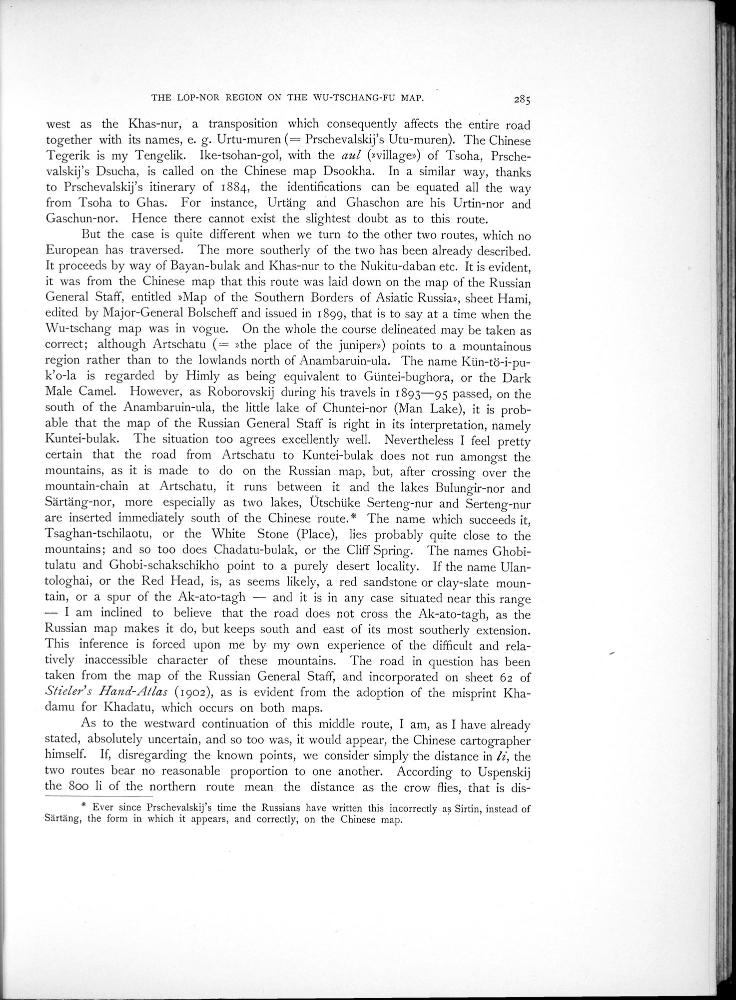 THE LOP-NOR REGION ON THE WU-TSCHANG-FU MAP. 285
west as the Khas-nur, a transposition which consequently affects the entire road
together with its names, e. g. Urtu-muren (= Prschevalskij's Utu-muren). The Chinese
Tegerik is my Tengelik. Ike-tsohan-gol, with the aul (»village») of Tsoha, Prsche-
valskij's Dsucha, is called on the Chinese map Dsookha. In a similar way, thanks
to Prschevalskij's itinerary of 1884, the identifications can be equated all the way
from Tsoha to Ghas. For instance, Urtäng and Ghaschon are his Urtin-nor and
Gaschun-nor. Hence there cannot exist the slightest doubt as to this route.
But the case is quite different when we turn to the other two routes, which no
European has traversed. The more southerly of the two has been already described.
It proceeds by way of Bayan-bulak and Khas-nur to the Nukitu-daban etc. It is evident,
it was from the Chinese map that this route was laid down on the map of the Russian
General Staff, entitled »Map of the Southern Borders of Asiatic Russia», sheet Hami,
edited by Major-General Bolscheff and issued in 1899, that is to say at a time when the
Wu-tschang map was in vogue. On the whole the course delineated may be taken as
correct; although Artschatu (= »the place of the juniper») points to a mountainous
region rather than to the lowlands north of Anambaruin-ula. The name Kün-tö-i-pu-
k'o-la is regarded by Himly as being equivalent to Güntei-bughora, or the Dark
Male Camel. However, as Roborovskij during his travels in 1893—95 passed, on the
south of the Anambaruin-ula, the little lake of Chuntei-nor (Man Lake), it is prob-
able that the map of the Russian General Staff is right in its interpretation, namely
Kuntei-bulak. The situation too agrees excellently well. Nevertheless I feel pretty
certain that the road from Artschatu to Kuntei-bulak does not run amongst the
mountains, as it is made to do on the Russian map, but, after crossing over the
mountain-chain at Artschatu, it runs between it and the lakes Bulungir-nor and
Särtäng-nor, more especially as two lakes, Ütschüke Serteng-nur and Serteng-nur
are inserted immediately south of the Chinese route.* The name which succeeds it,
Tsaghan-tschilaotu, or the White Stone (Place), lies probably quite close to the
mountains; and so too does Chadatu-bulak, or the Cliff Spring. The names Ghobi-
tulatu and Ghobi-schakschikho point to a purely desert locality. If the name Ulan-
tologhai, or the Red Head, is, as seems likely, a red sandstone or clay-slate moun-
tain, or a spur of the Ak-ato-tagh — and it is in any case situated near this range
— I am inclined to believe that the road does not cross the Ak-ato-tagh, as the
Russian map makes it do, but keeps south and east of its most southerly extension.
This inference is forced upon me by my own experience of the difficult and rela-
tively inaccessible character of these mountains. The road in question has been
taken from the map of the Russian General Staff, and incorporated on sheet 62 of
Stieler's Hand-Atlas (1902), as is evident from the adoption of the misprint Kha-
damu for Khadatu, which occurs on both maps.
As to the westward continuation of this middle route, I am, as I have already
stated, absolutely uncertain, and so too was, it would appear, the Chinese cartographer
himself. If, disregarding the known points, we consider simply the distance in li, the
two routes bear no reasonable proportion to one another. According to Uspenskij
the 800 li of the northern route mean the distance as the crow flies, that is dis-
* Ever since Prschevalskij's time the Russians have written this incorrectly as Sirtin, instead of
Särtäng, the form in which it appears, and correctly, on the Chinese map.